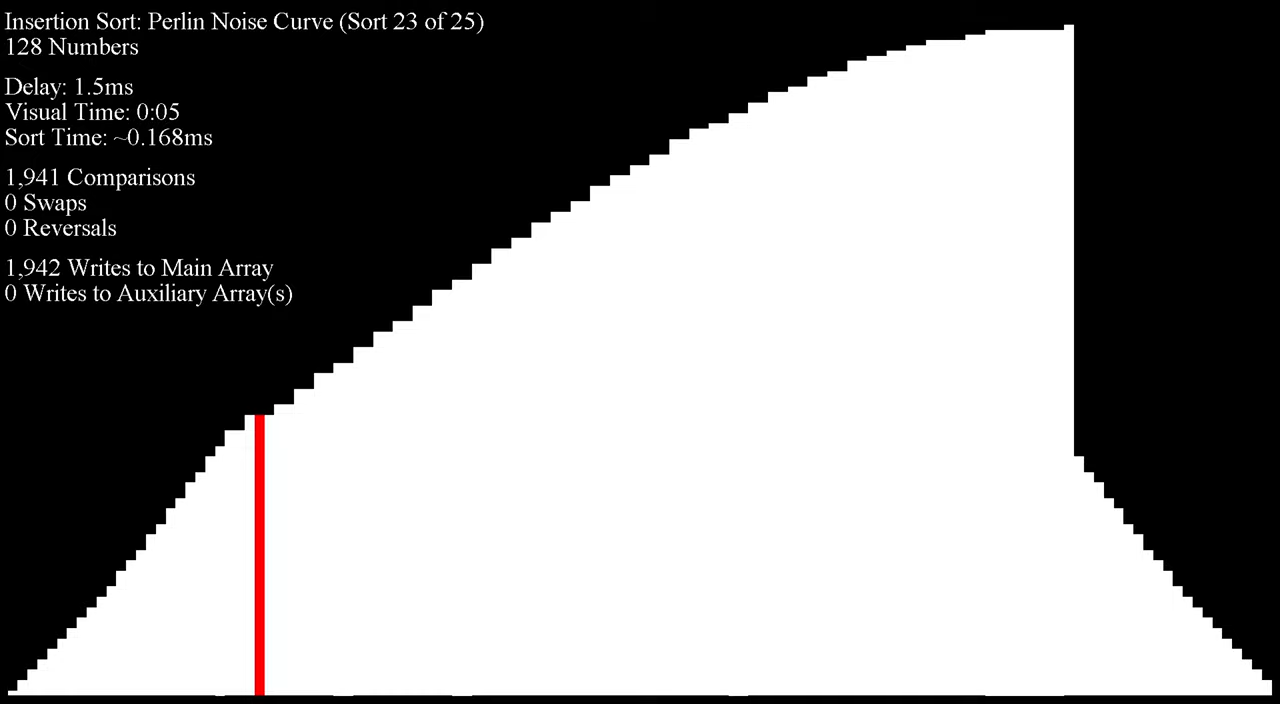 Insertion Sort: Perlin Noise Curve (Sort 23 of 25)
128 Numbers
Delay: 1.5ms
Visual Time: 0:05
Sort Time: ~0.168ms
1,941 Comparisons
0 Swaps
0 Reversals
1,942 Writes to Main Array
0 Writes to Auxiliary Array(s)